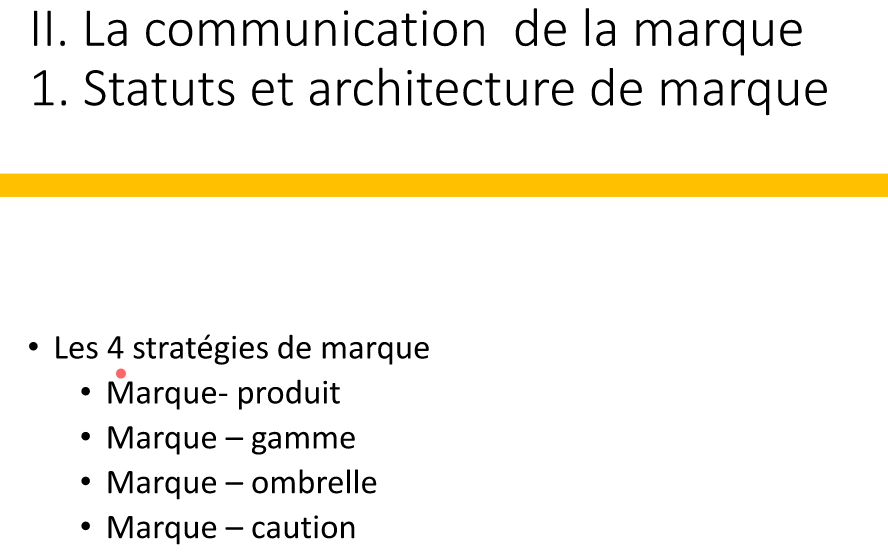 II. La communication  de la marque
1. Statuts et architecture de marque
• Les 4 stratégies de marque
• Marque- produit
• Marque – gamme
• Marque – ombrelle
• Marque – caution